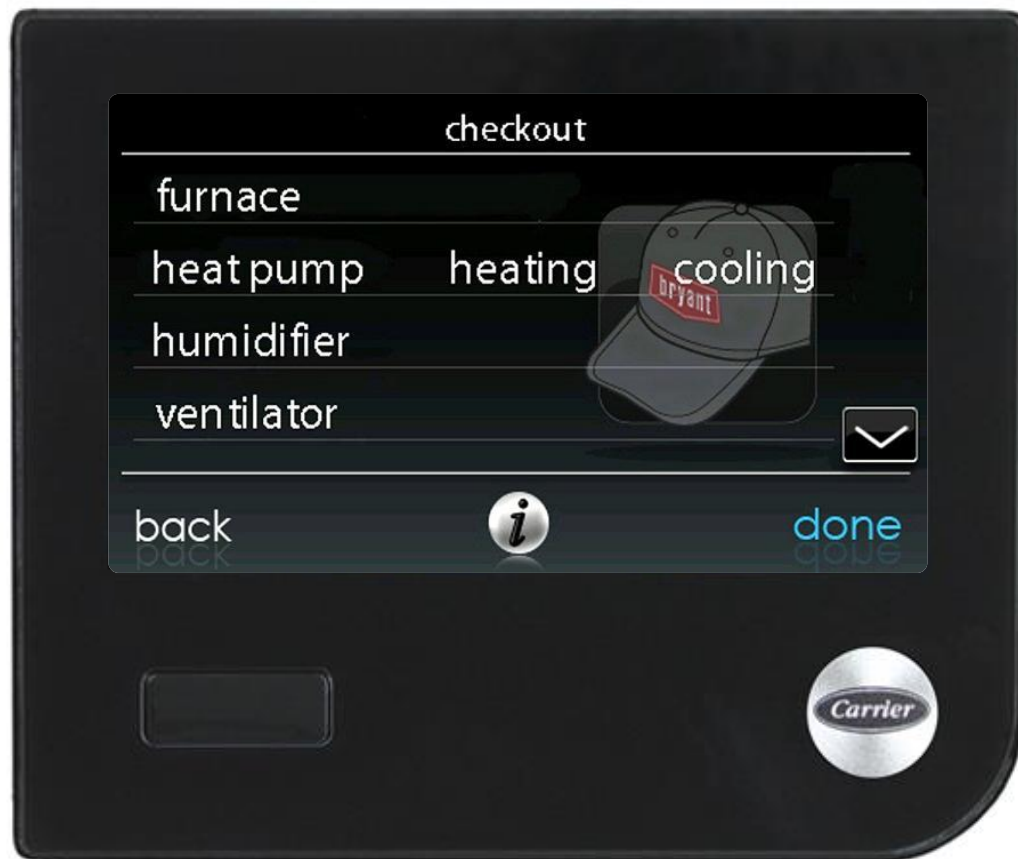 checkout
furnace
heat pump heating cooling
bryant
humidifier
ventilator
back i done
Carrier